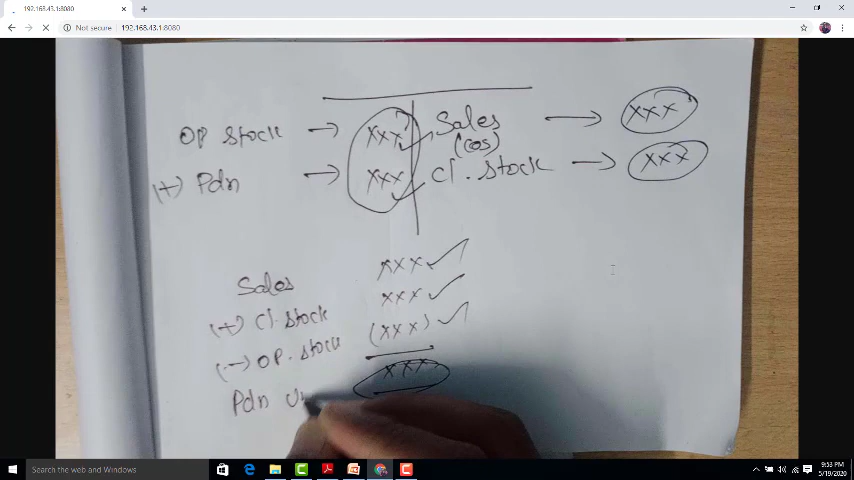 192.168.43.1:8080
Not secure | 192.168.43.1:8080
OP Stock → xxx Sales → xxx
(COS)
(+) Pdn → xxx Cl. Stock → xxx
Sales xxx
(+) Cl. Stock xxx
(-) OP. Stock (xxx)
xxx
Pdn
Search the web and Windows
9:53 PM
5/19/2020